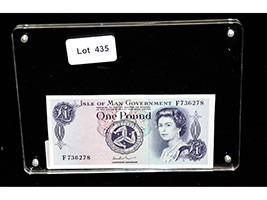 Lot 435
ISLE OF MAN GOVERNMENT F736278
One Pound
£1
£1
F736278